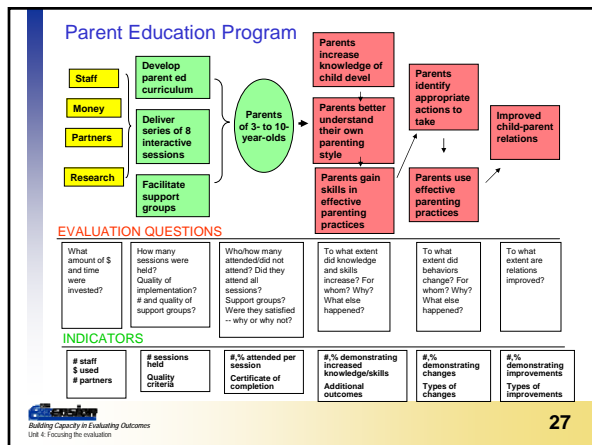 Parent Education Program
Staff
Money
Partners
Research
Develop
parent ed
curriculum
Deliver
series of 8
interactive
sessions
Facilitate
support
groups
Parents
of 3- to 10-
year-olds
Parents
increase
knowledge of
child devel
Parents better
understand
their own
parenting
style
Parents gain
skills in
effective
parenting
practices
Parents
identify
appropriate
actions to
take
Parents use
effective
parenting
practices
Improved
child-parent
relations
EVALUATION QUESTIONS
What
amount of $
and time
were
invested?
How many
sessions were
held?
Quality of
implementation?
# and quality of
support groups?
Who/how many
attended/did not
attend? Did they
attend all
sessions?
Support groups?
Were they satisfied
-- why or why not?
To what extent
did knowledge
and skills
increase? For
whom? Why?
What else
happened?
To what
extent did
behaviors
change? For
whom? Why?
What else
happened?
To what
extent are
relations
improved?
INDICATORS
# staff
$ used
# partners
# sessions
held
Quality
criteria
#,% attended per
session
Certificate of
completion
#,% demonstrating
increased
knowledge/skills
Additional
outcomes
#,%
demonstrating
changes
Types of
changes
#,%
demonstrating
improvements
Types of
improvements
Extension
Building Capacity in Evaluating Outcomes
Unit 4: Focusing the evaluation
27